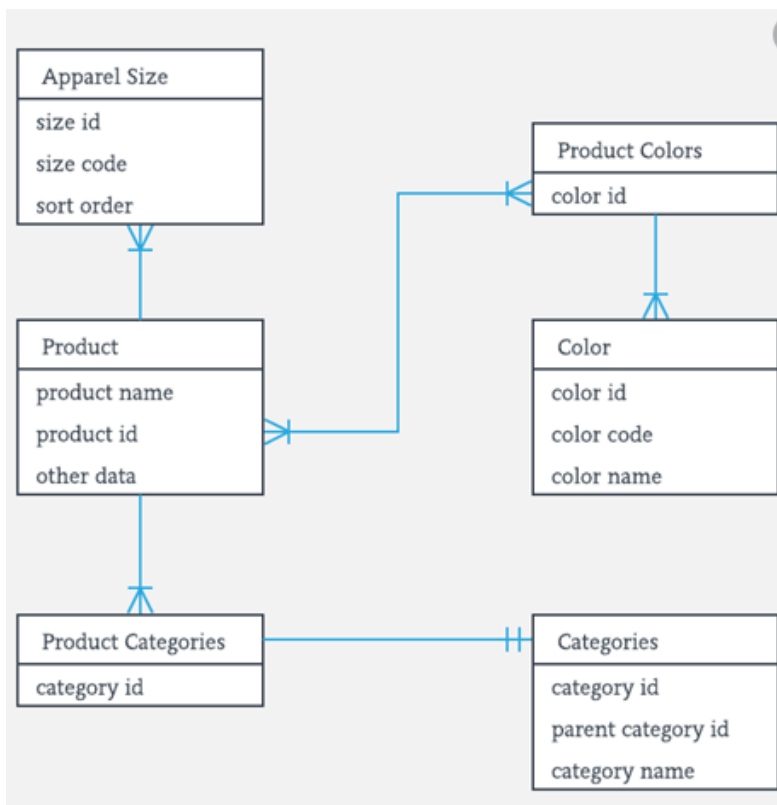 Apparel Size
size id
size code
sort order
Product Colors
color id
Product
product name
product id
other data
Color
color id
color code
color name
Product Categories
category id
Categories
category id
parent category id
category name